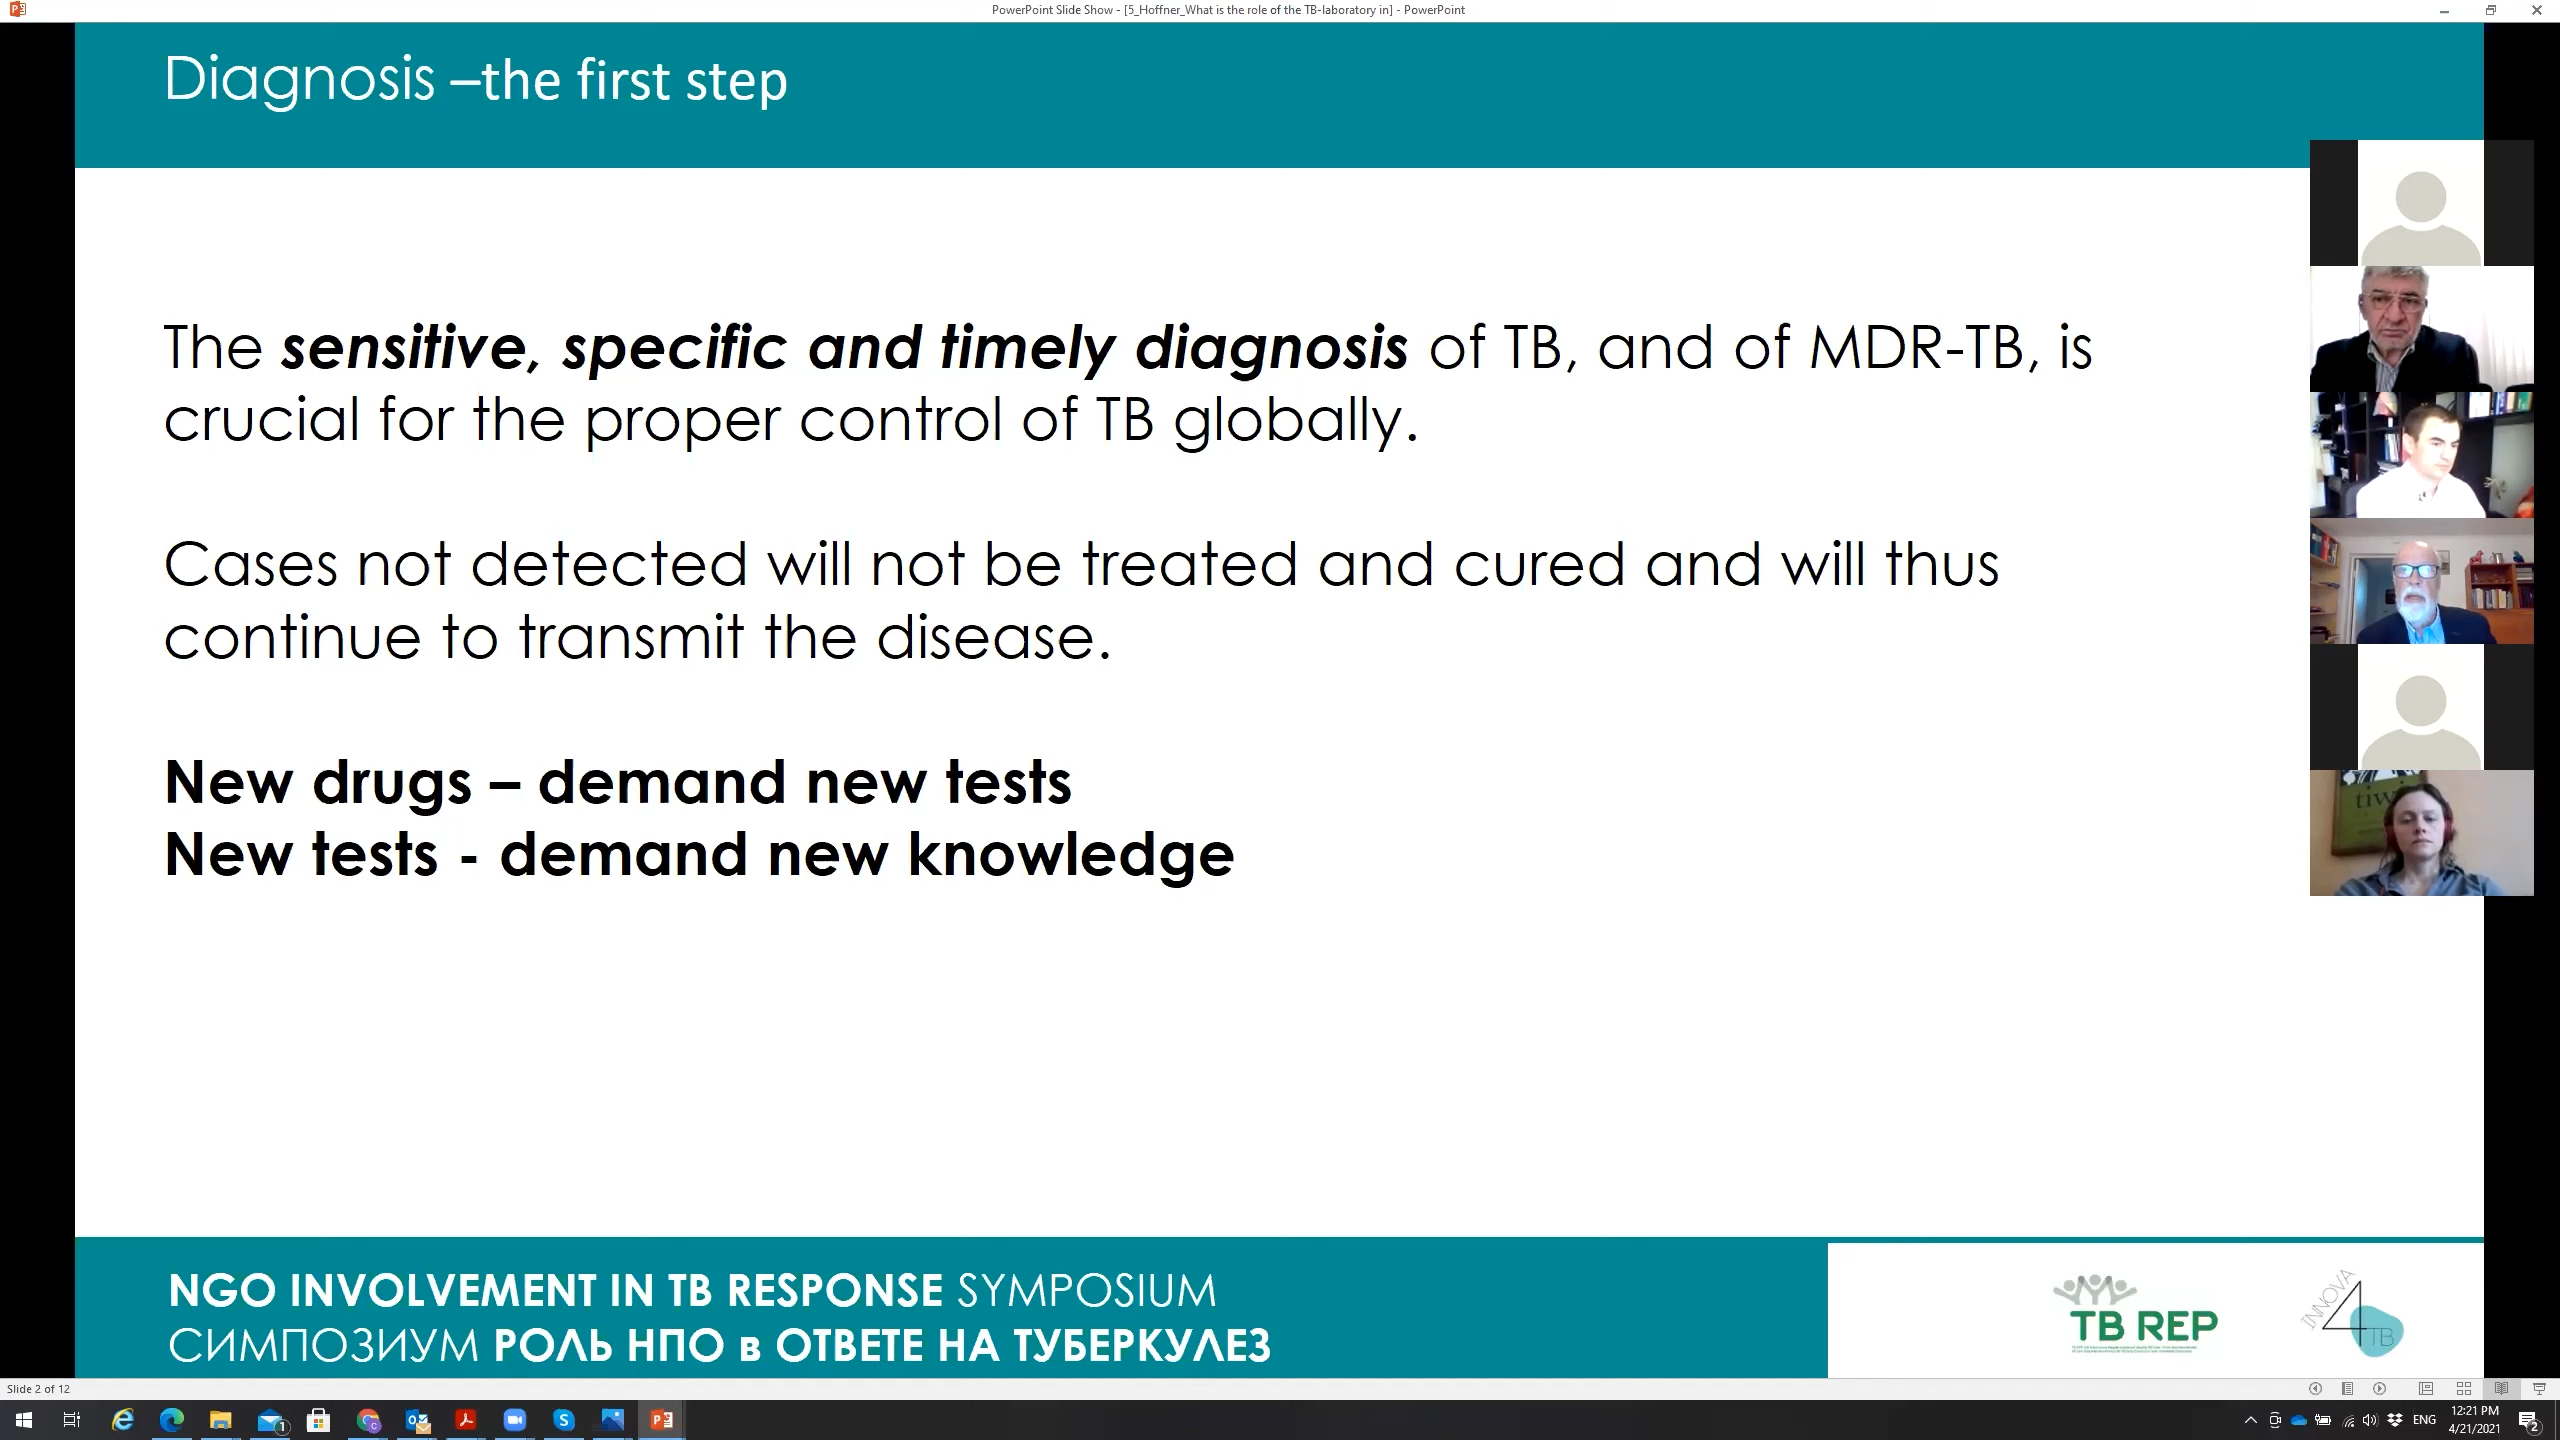 PowerPoint Slide Show - [5_Hoffner_What is the role of the TB-laboratory in] - PowerPoint
Diagnosis –the first step
The sensitive, specific and timely diagnosis of TB, and of MDR-TB, is
crucial for the proper control of TB globally.
Cases not detected will not be treated and cured and will thus
continue to transmit the disease.
New drugs – demand new tests
New tests - demand new knowledge
tiwi
NGO INVOLVEMENT IN TB RESPONSE SYMPOSIUM
СИМПОЗИУМ РОЛЬ НПО в ОТВЕТЕ НА ТУБЕРКУЛЕЗ
TB REP
INNOVA
4
TB
Slide 2 of 12
1
ENG
12:21 PM
4/21/2021
2